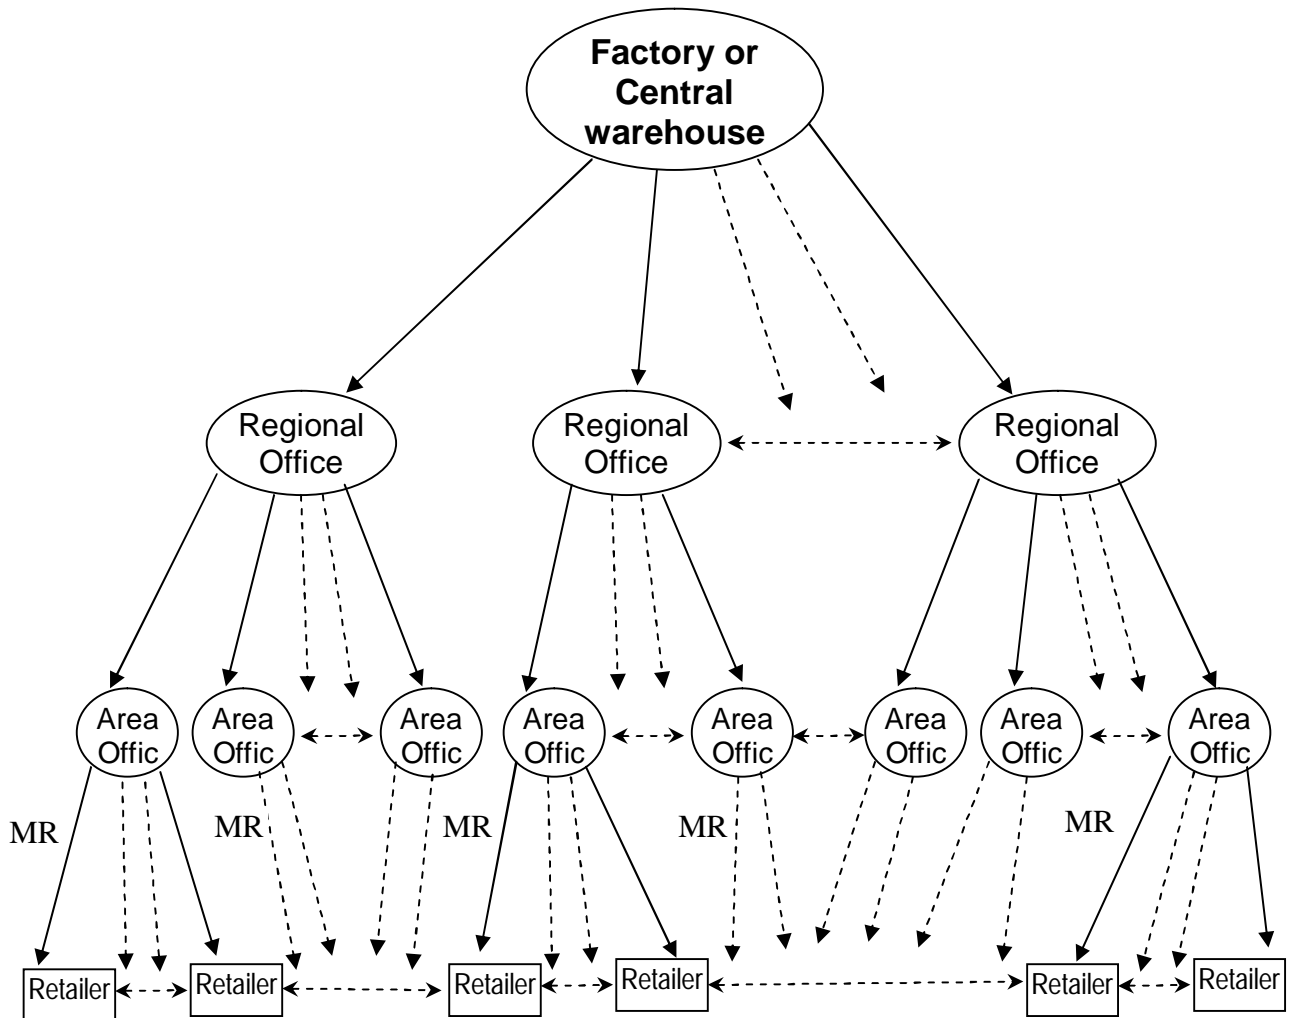 Factory or
Central
warehouse
Regional
Office
Regional
Office
Regional
Office
Area
Offic
Area
Offic
Area
Offic
Area
Offic
Area
Offic
Area
Offic
Area
Offic
Area
Offic
MR
MR
MR
MR
MR
Retailer
Retailer
Retailer
Retailer
Retailer
Retailer